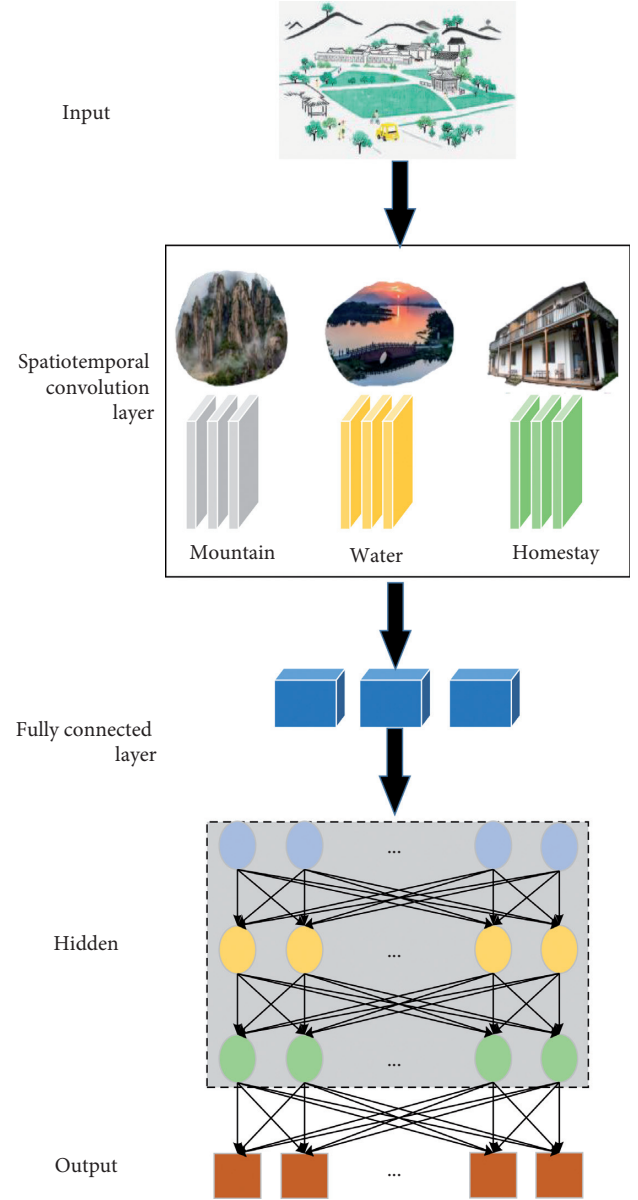 Input
Spatiotemporal
convolution
layer
Mountain
Water
Homestay
Fully connected
layer
...
Hidden
...
...
Output
...